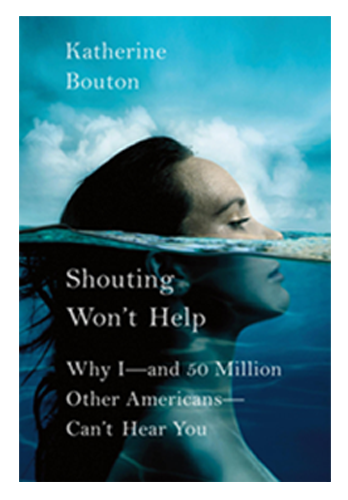 Katherine
Bouton
Shouting
Won't Help
Why I—and 50 Million
Other Americans—
Can't Hear You